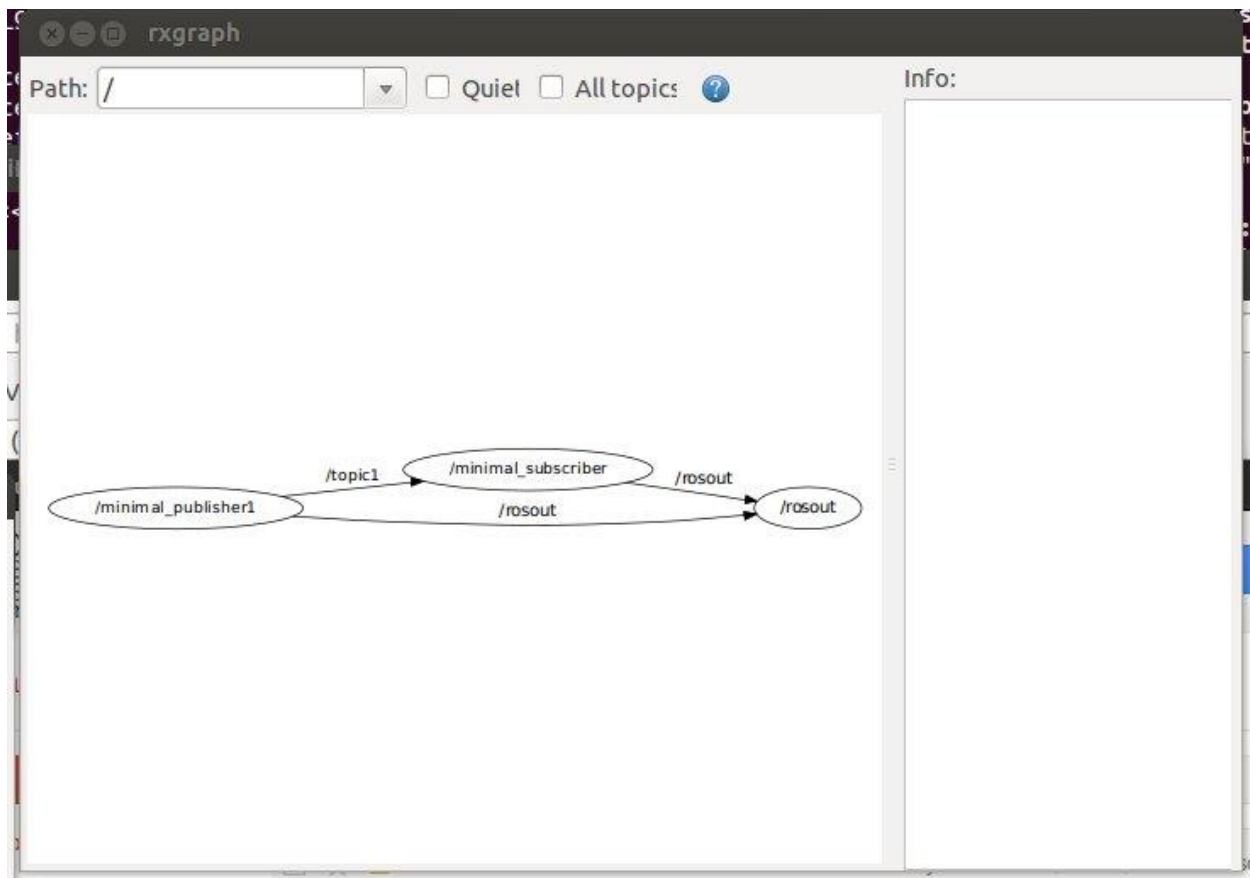 rxgraph
Path: / Quiet All topics ? Info:
/topic1 /minimal_subscriber /rosout
/minimal_publisher1 /rosout /rosout